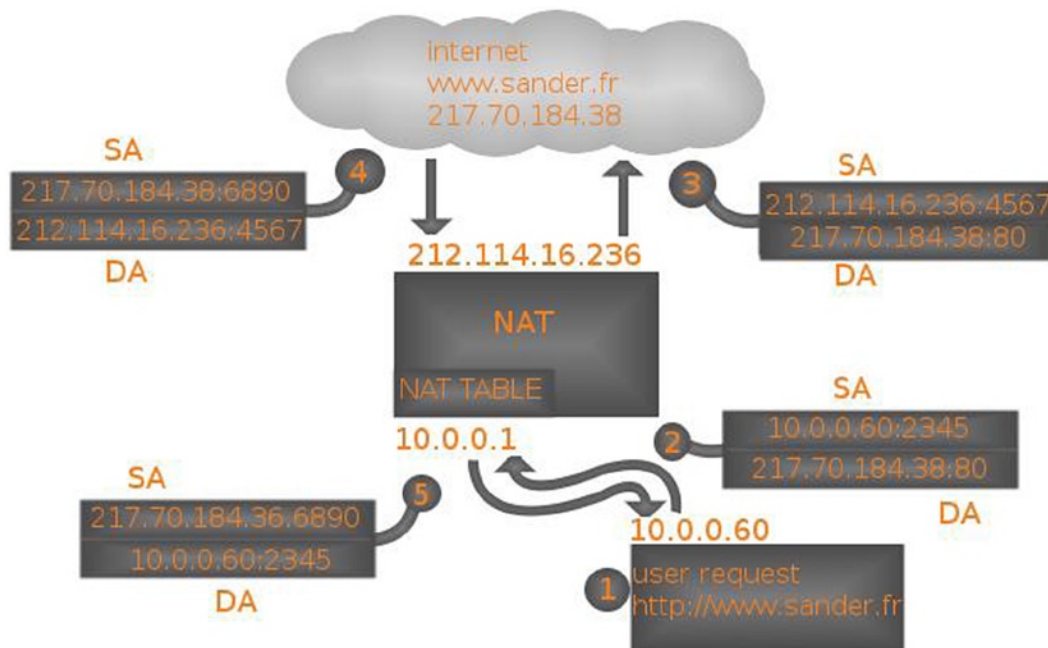 internet
www.sander.fr
217.70.184.38
SA
4
217.70.184.38:6890
212.114.16.236:4567
DA
3
SA
212.114.16.236:4567
217.70.184.38:80
DA
212.114.16.236
NAT
NAT TABLE
10.0.0.1
2
SA
10.0.0.60:2345
217.70.184.38:80
DA
SA
5
217.70.184.36.6890
10.0.0.60:2345
DA
10.0.0.60
1
user request
http://www.sander.fr